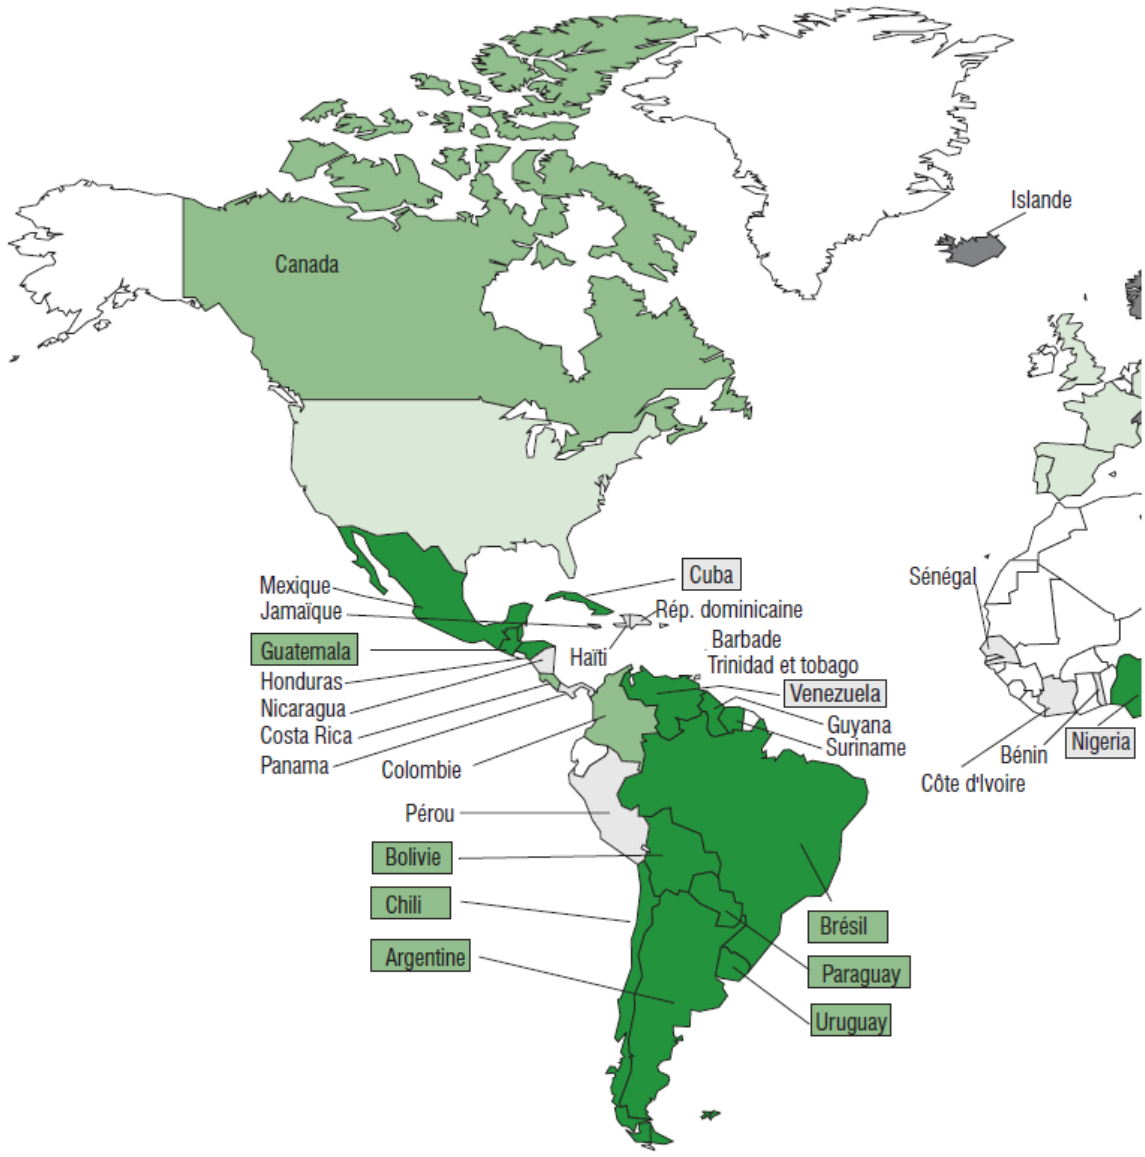 Islande
Canada
Sénégal
Cuba
Mexique
Jamaïque
Rép. dominicaine
Guatemala
Haïti
Barbade
Trinidad et tobago
Honduras
Venezuela
Nicaragua
Guyana
Costa Rica
Suriname
Nigeria
Panama
Colombie
Bénin
Côte d'Ivoire
Pérou
Bolivie
Chili
Brésil
Argentine
Paraguay
Uruguay